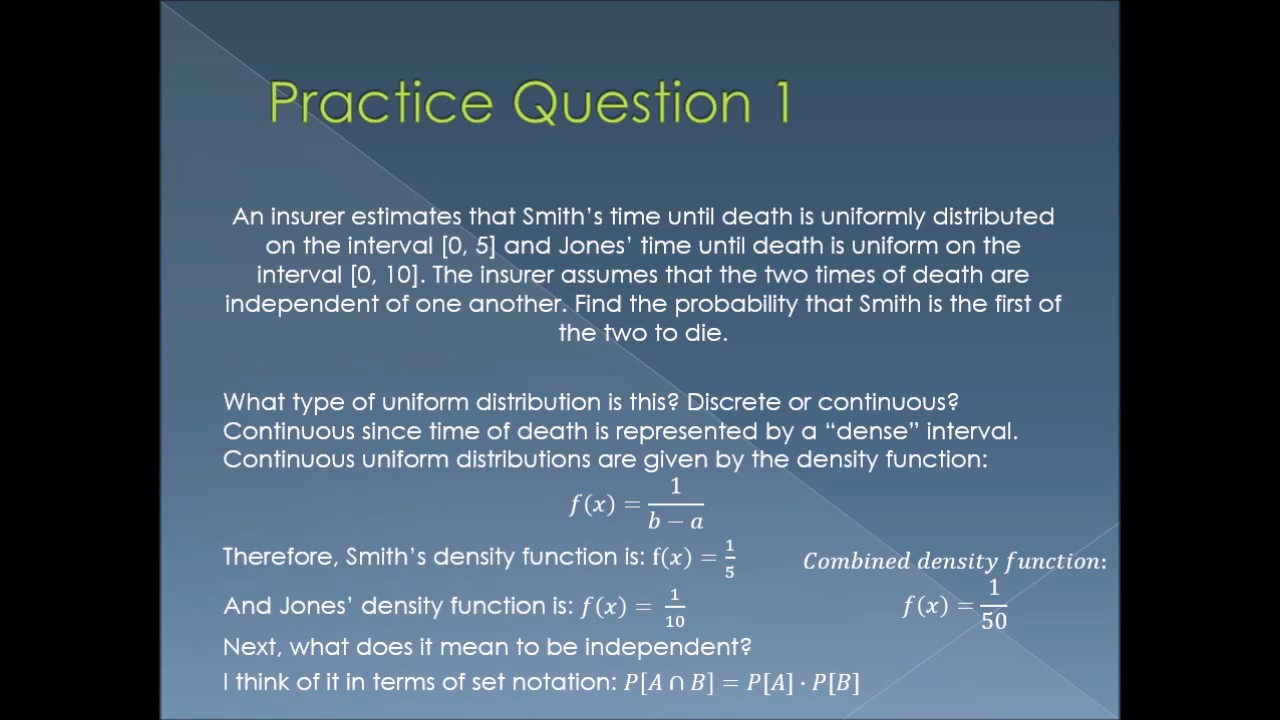 Practice Question 1
An insurer estimates that Smith’s time until death is uniformly distributed
on the interval [0, 5] and Jones’ time until death is uniform on the
interval [0, 10]. The insurer assumes that the two times of death are
independent of one another. Find the probability that Smith is the first of
the two to die.
What type of uniform distribution is this? Discrete or continuous?
Continuous since time of death is represented by a “dense” interval.
Continuous uniform distributions are given by the density function:
f(x) = 1/(b − a)
Therefore, Smith’s density function is: f(x) = 1/5
And Jones’ density function is: f(x) = 1/10
Combined density function:
f(x) = 1/50
Next, what does it mean to be independent?
I think of it in terms of set notation: P[A ∩ B] = P[A] · P[B]